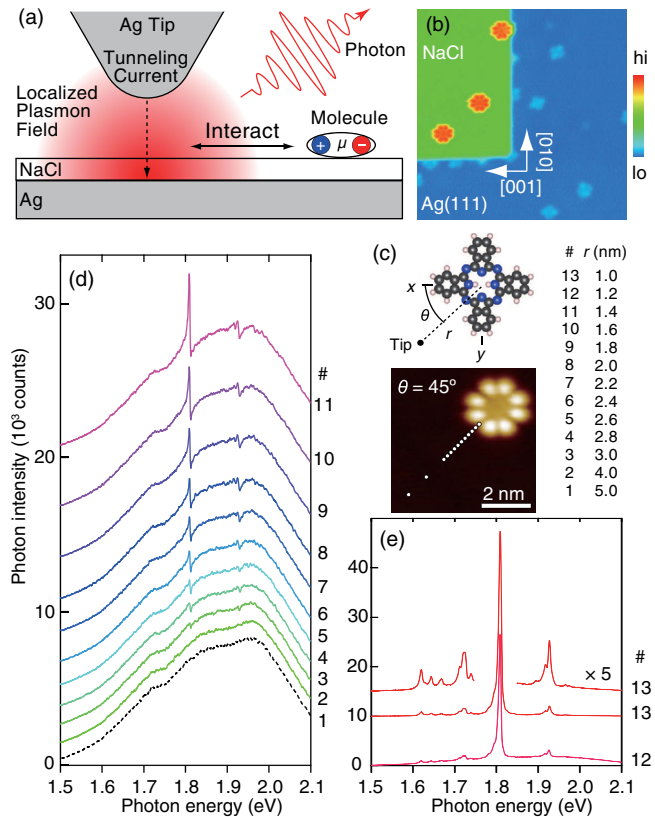 (a)
Ag Tip
Tunneling
Current
Photon
Localized
Plasmon
Field
Interact
Molecule
+ μ −
NaCl
Ag
(b)
NaCl
[010]
[001]
Ag(111)
hi
lo
(c)
x
θ
r
Tip
y
# r (nm)
13 1.0
12 1.2
11 1.4
10 1.6
9 1.8
8 2.0
7 2.2
6 2.4
5 2.6
4 2.8
3 3.0
2 4.0
1 5.0
θ = 45º
2 nm
(d)
Photon intensity (10³ counts)
30
20
10
0
#
11
10
9
8
7
6
5
4
3
2
1
1.5 1.6 1.7 1.8 1.9 2.0 2.1
Photon energy (eV)
(e)
40
30
20
10
0
× 5
#
13
13
12
1.5 1.6 1.7 1.8 1.9 2.0 2.1
Photon energy (eV)